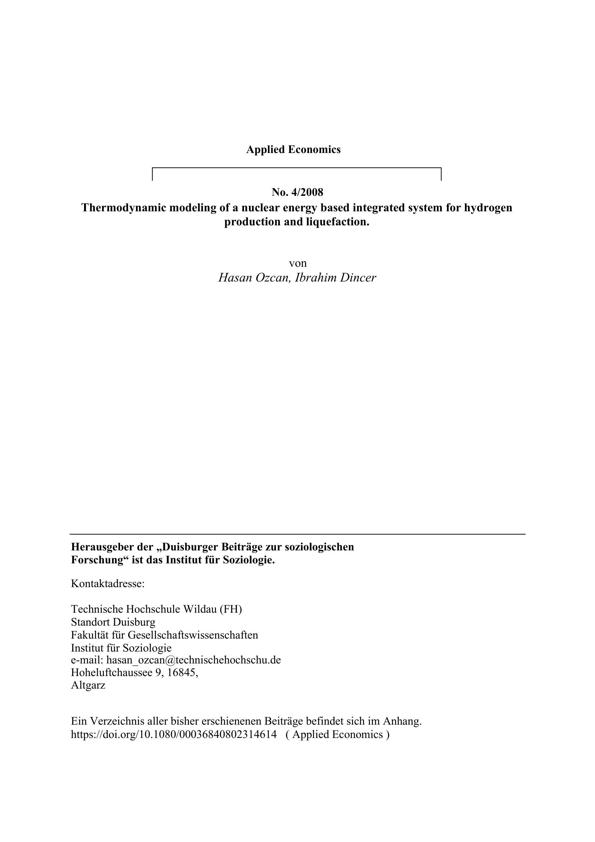 Applied Economics
No. 4/2008
Thermodynamic modeling of a nuclear energy based integrated system for hydrogen
production and liquefaction.
von
Hasan Ozcan, Ibrahim Dincer
Herausgeber der „Duisburger Beiträge zur soziologischen
Forschung“ ist das Institut für Soziologie.
Kontaktadresse:
Technische Hochschule Wildau (FH)
Standort Duisburg
Fakultät für Gesellschaftswissenschaften
Institut für Soziologie
e-mail: hasan_ozcan@technischehochschu.de
Hoheluftchaussee 9, 16845,
Altgarz
Ein Verzeichnis aller bisher erschienenen Beiträge befindet sich im Anhang.
https://doi.org/10.1080/00036840802314614 ( Applied Economics )